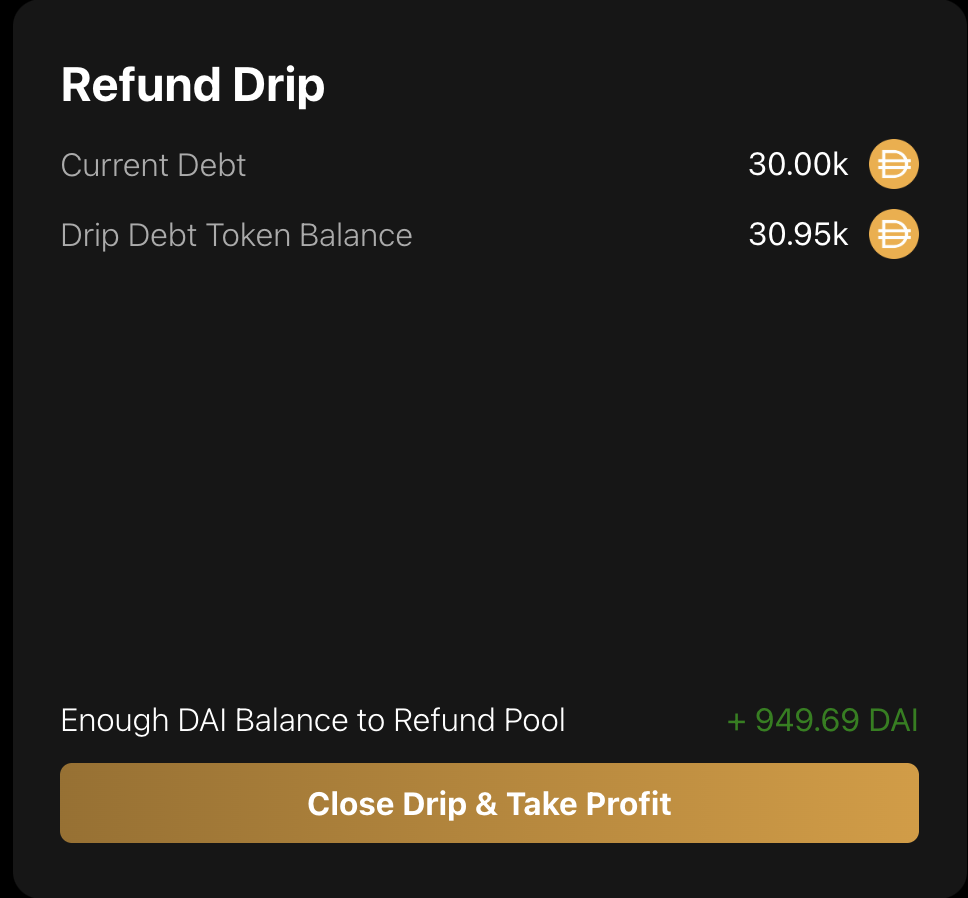 Refund Drip
Current Debt 30.00k
Drip Debt Token Balance 30.95k
Enough DAI Balance to Refund Pool + 949.69 DAI
Close Drip & Take Profit